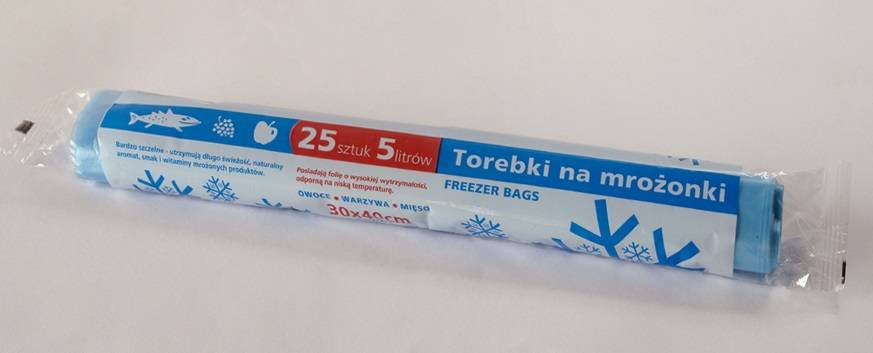 25 sztuk 5 litrów
Torebki na mrożonki
FREEZER BAGS
Bardzo szczelne - utrzymują długo świeżość, naturalny
aromat, smak i witaminy mrożonych produktów.
Posiadają folię o wysokiej wytrzymałości,
odporną na niską temperaturę.
OWOCE • WARZYWA • MIĘSO
30x40cm